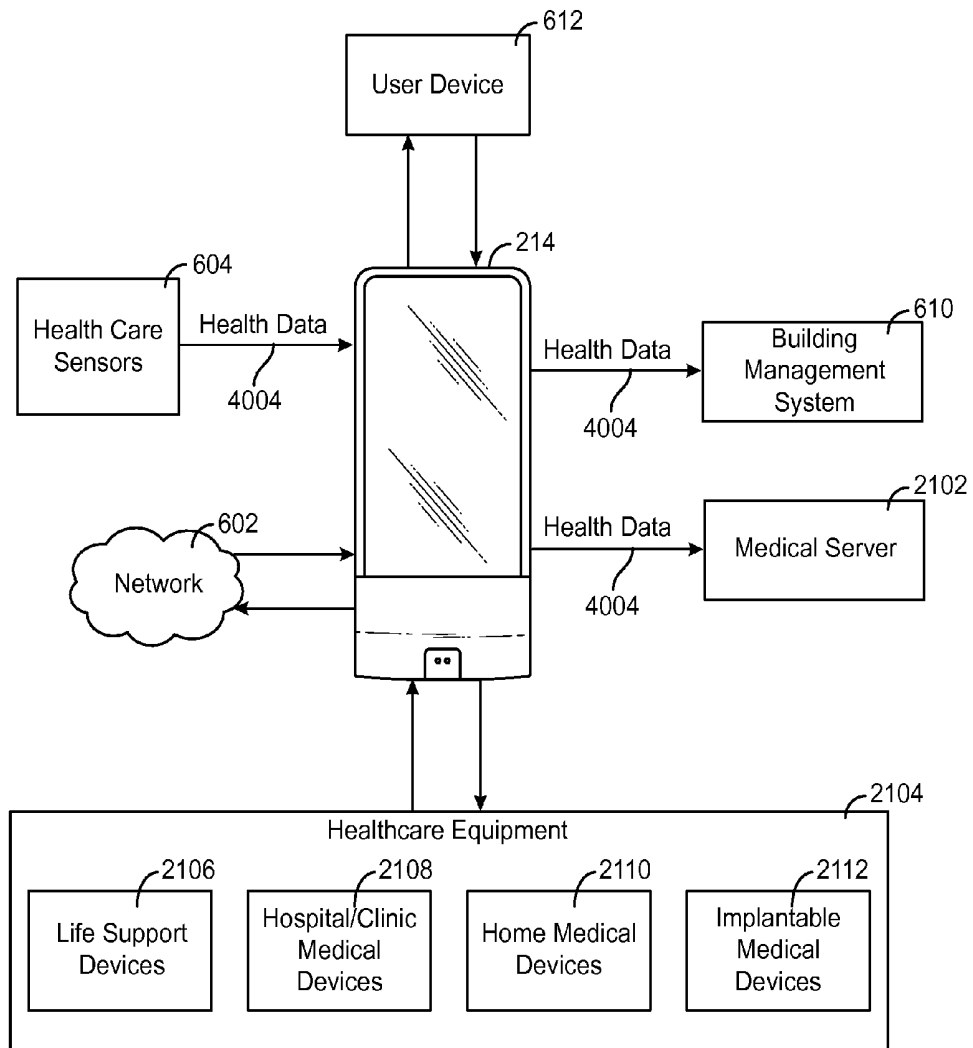 612
User Device
214
604
Health Care
Sensors
Health Data
4004
610
Health Data
4004
Building
Management
System
602
Network
2102
Health Data
4004
Medical Server
2104
Healthcare Equipment
2106
Life Support
Devices
2108
Hospital/Clinic
Medical
Devices
2110
Home Medical
Devices
2112
Implantable
Medical
Devices